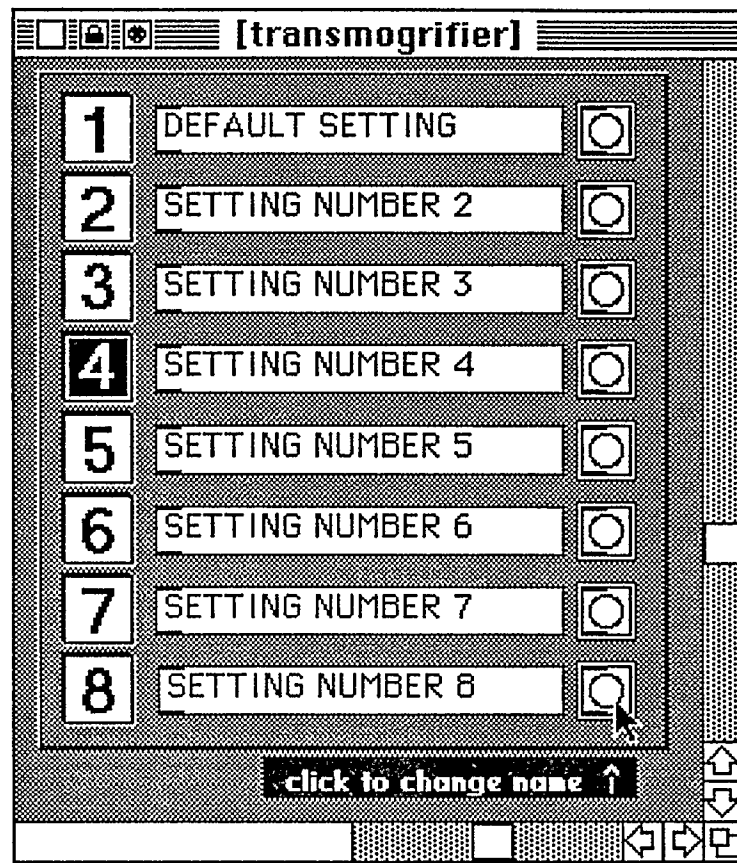 [transmogrifier]
1 DEFAULT SETTING
2 SETTING NUMBER 2
3 SETTING NUMBER 3
4 SETTING NUMBER 4
5 SETTING NUMBER 5
6 SETTING NUMBER 6
7 SETTING NUMBER 7
8 SETTING NUMBER 8
click to change name ↑